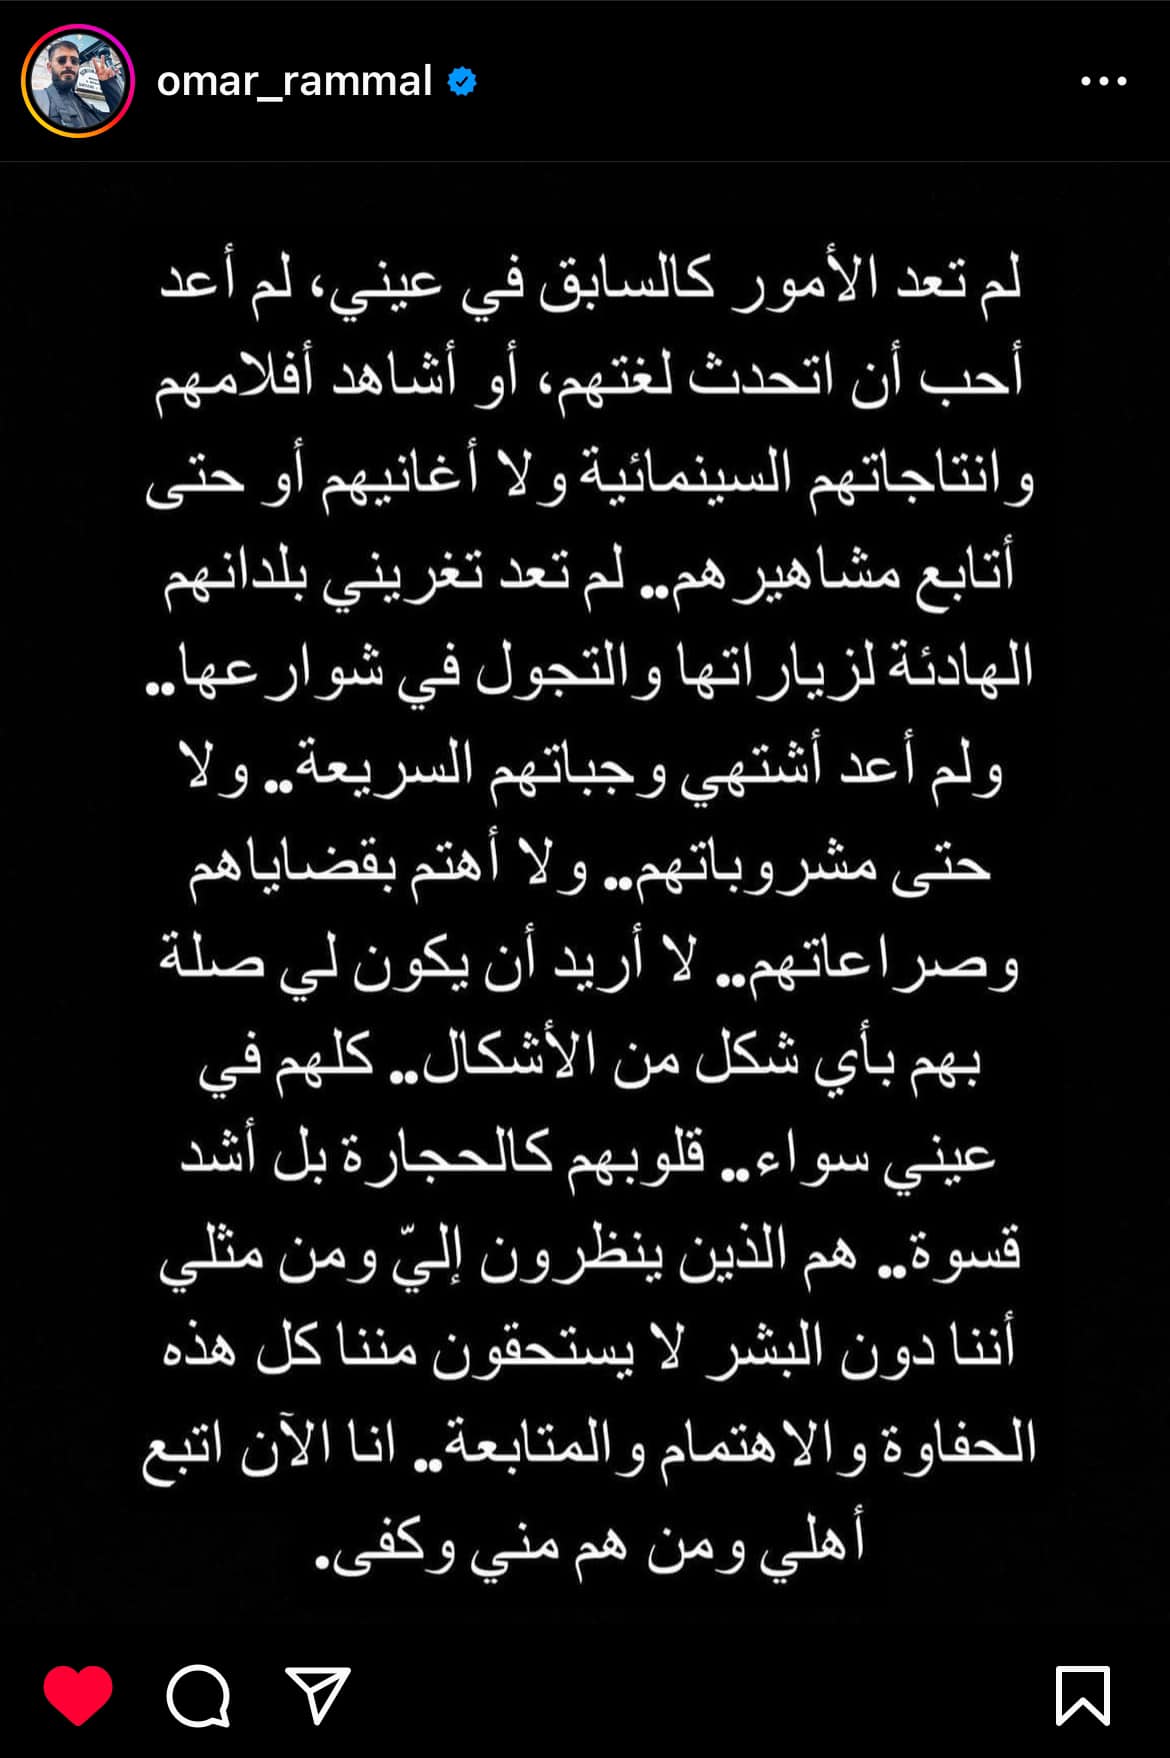 omar_rammal
لم تعد الأمور كالسابق في عيني، لم أعد
أحب أن اتحدث لغتهم، أو أشاهد أفلامهم
وانتاجاتهم السينمائية ولا أغانيهم أو حتى
أتابع مشاهيرهم.. لم تعد تغريني بلدانهم
الهادئة لزياراتها والتجول في شوارعها..
ولم أعد أشتهي وجباتهم السريعة.. ولا
حتى مشروباتهم.. ولا أهتم بقضاياهم
وصراعاتهم.. لا أريد أن يكون لي صلة
بهم بأي شكل من الأشكال.. كلهم في
عيني سواء.. قلوبهم كالحجارة بل أشد
قسوة.. هم الذين ينظرون إليّ ومن مثلي
أننا دون البشر لا يستحقون مننا كل هذه
الحفاوة والاهتمام والمتابعة.. انا الآن اتبع
أهلي ومن هم مني وكفى.